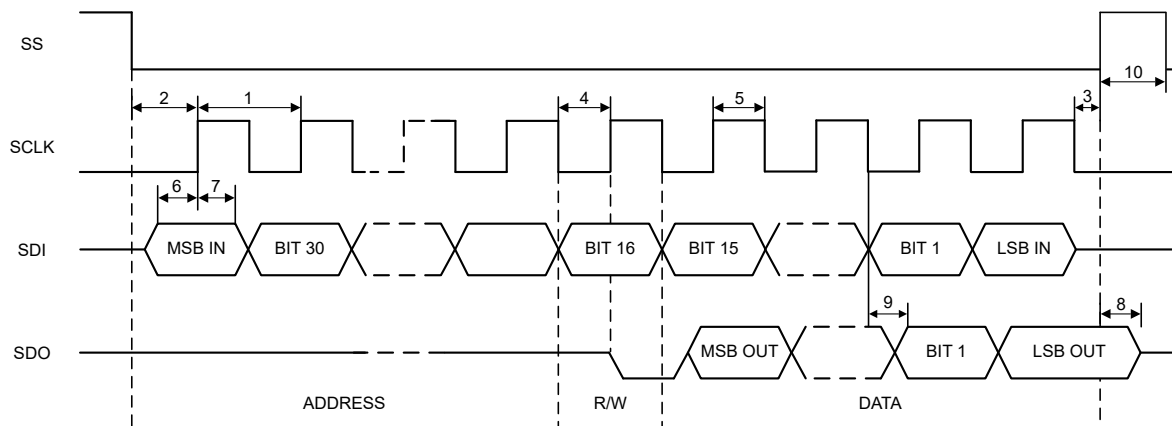 SS
10
2 1 4 5 3
SCLK
6 7
SDI MSB IN BIT 30 BIT 16 BIT 15 BIT 1 LSB IN
9 8
SDO MSB OUT BIT 1 LSB OUT
ADDRESS R/W DATA